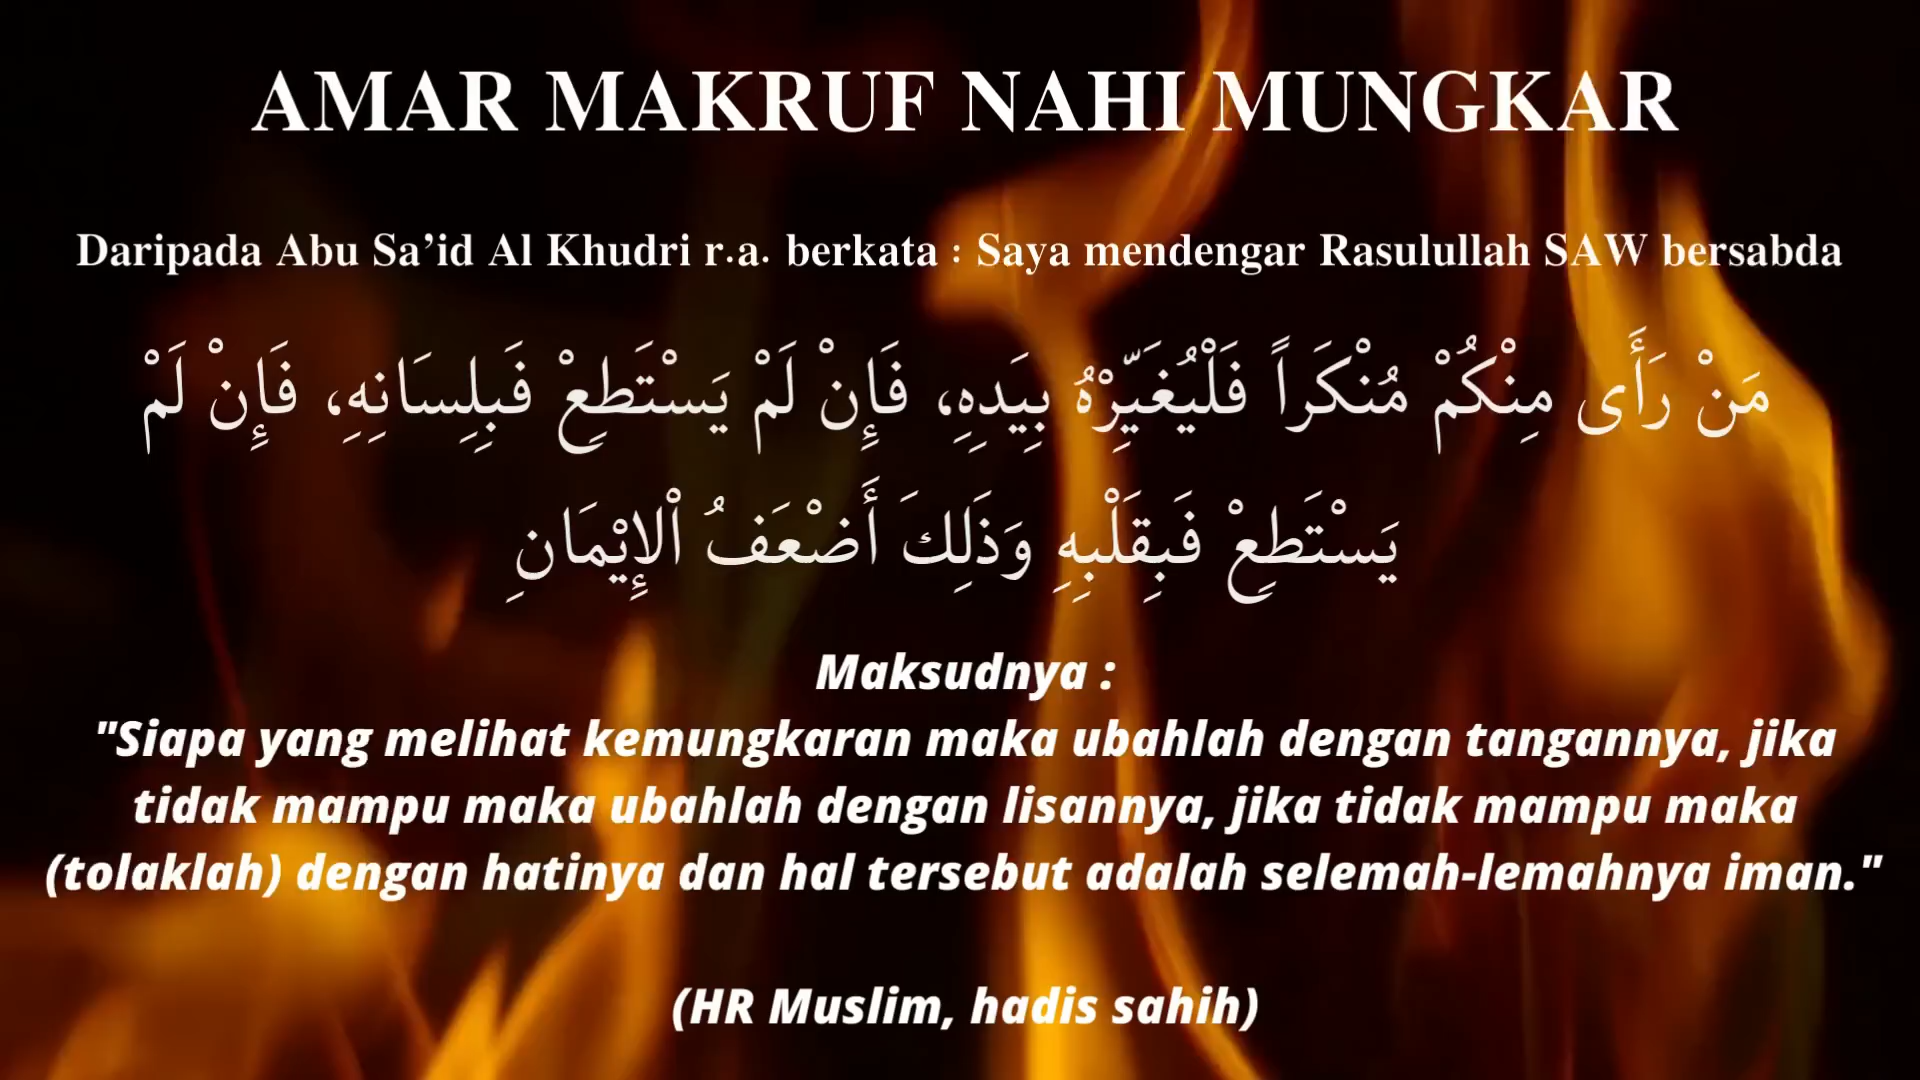 AMAR MAKRUF NAHI MUNGKAR
Daripada Abu Sa’id Al Khudri r.a. berkata : Saya mendengar Rasulullah SAW bersabda
مَنْ رَأَى مِنْكُمْ مُنْكَراً فَلْيُغَيِّرْهُ بِيَدِهِ، فَإِنْ لَمْ يَسْتَطِعْ فَبِلِسَانِهِ، فَإِنْ لَمْ
يَسْتَطِعْ فَبِقَلْبِهِ وَذَلِكَ أَضْعَفُ اْلإِيْمَانِ
Maksudnya :
"Siapa yang melihat kemungkaran maka ubahlah dengan tangannya, jika
tidak mampu maka ubahlah dengan lisannya, jika tidak mampu maka
(tolaklah) dengan hatinya dan hal tersebut adalah selemah-lemahnya iman."
(HR Muslim, hadis sahih)